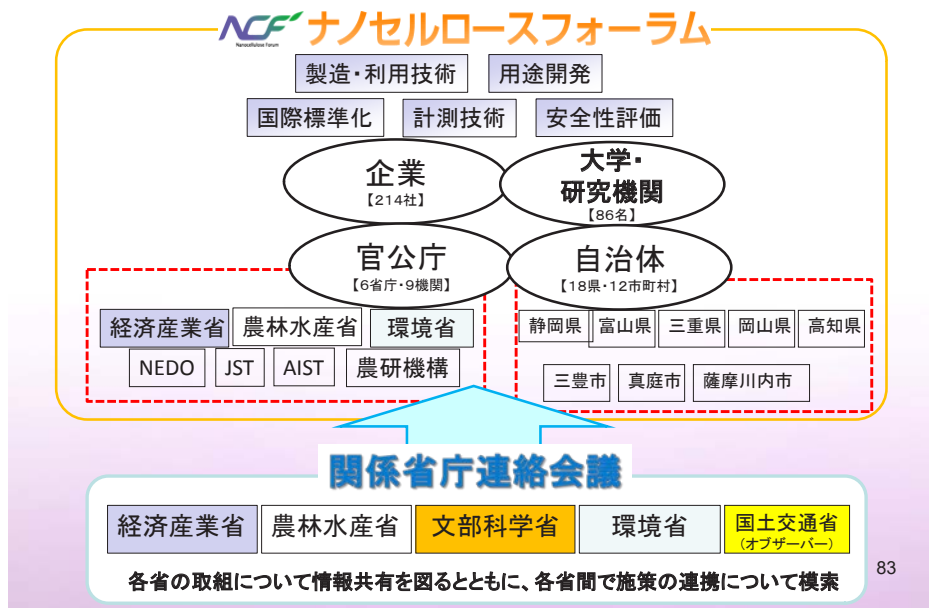 NCF ナノセルロースフォーラム
Nanocellulose Forum
製造・利用技術
用途開発
国際標準化
計測技術
安全性評価
企業
【214社】
大学・
研究機関
【86名】
官公庁
【6省庁・9機関】
自治体
【18県・12市町村】
経済産業省
農林水産省
環境省
NEDO
JST
AIST
農研機構
静岡県
富山県
三重県
岡山県
高知県
三豊市
真庭市
薩摩川内市
関係省庁連絡会議
経済産業省
農林水産省
文部科学省
環境省
国土交通省
(オブザーバー)
各省の取組について情報共有を図るとともに、各省間で施策の連携について模索
83